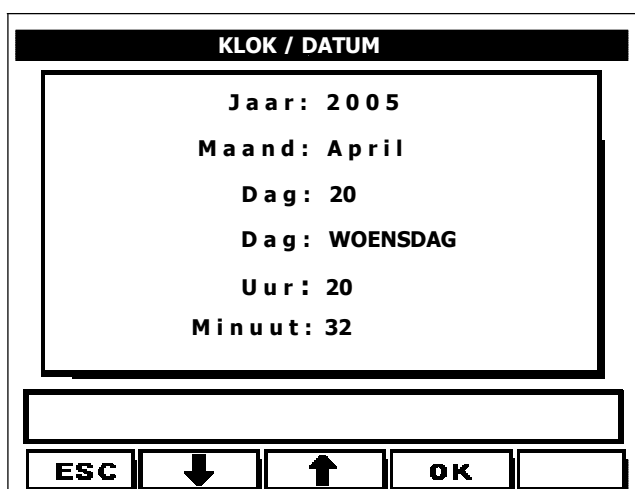 KLOK / DATUM
Jaar: 2005
Maand: April
Dag: 20
Dag: WOENSDAG
Uur: 20
Minuut: 32
ESC OK